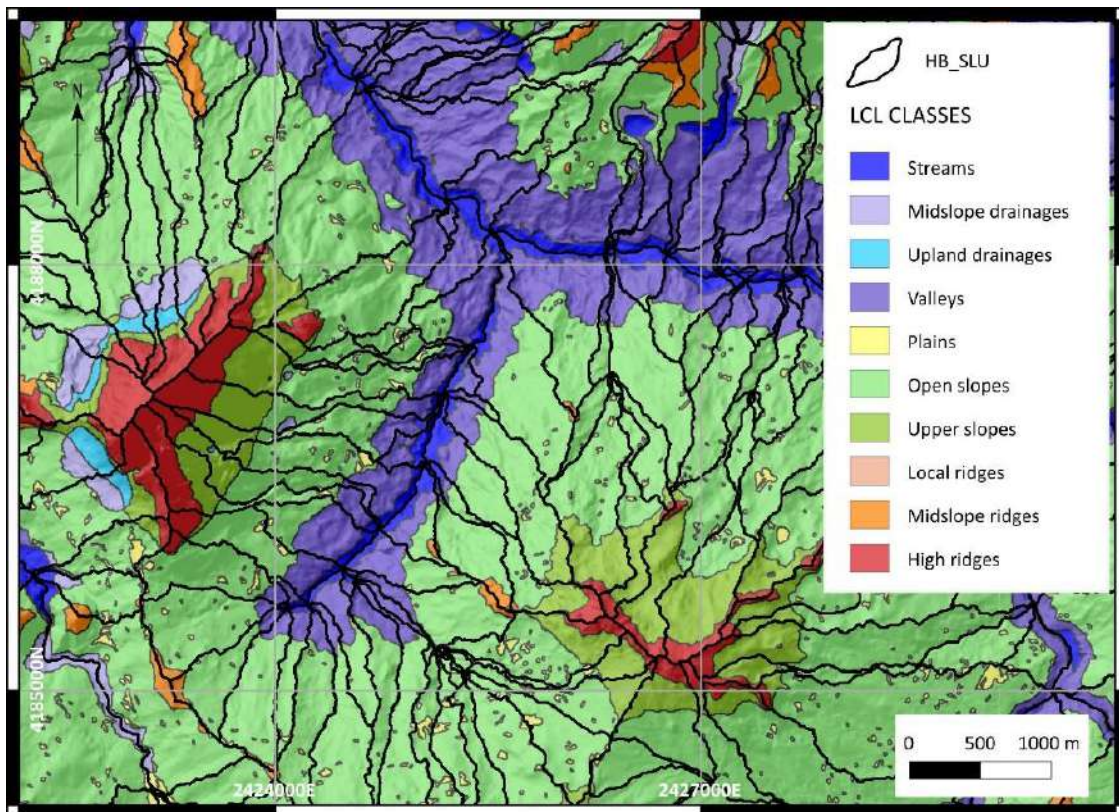 N
HB_SLU
LCL CLASSES
Streams
Midslope drainages
Upland drainages
Valleys
Plains
Open slopes
Upper slopes
Local ridges
Midslope ridges
High ridges
4188000N
4185000N
2424000E
2427000E
0 500 1000 m